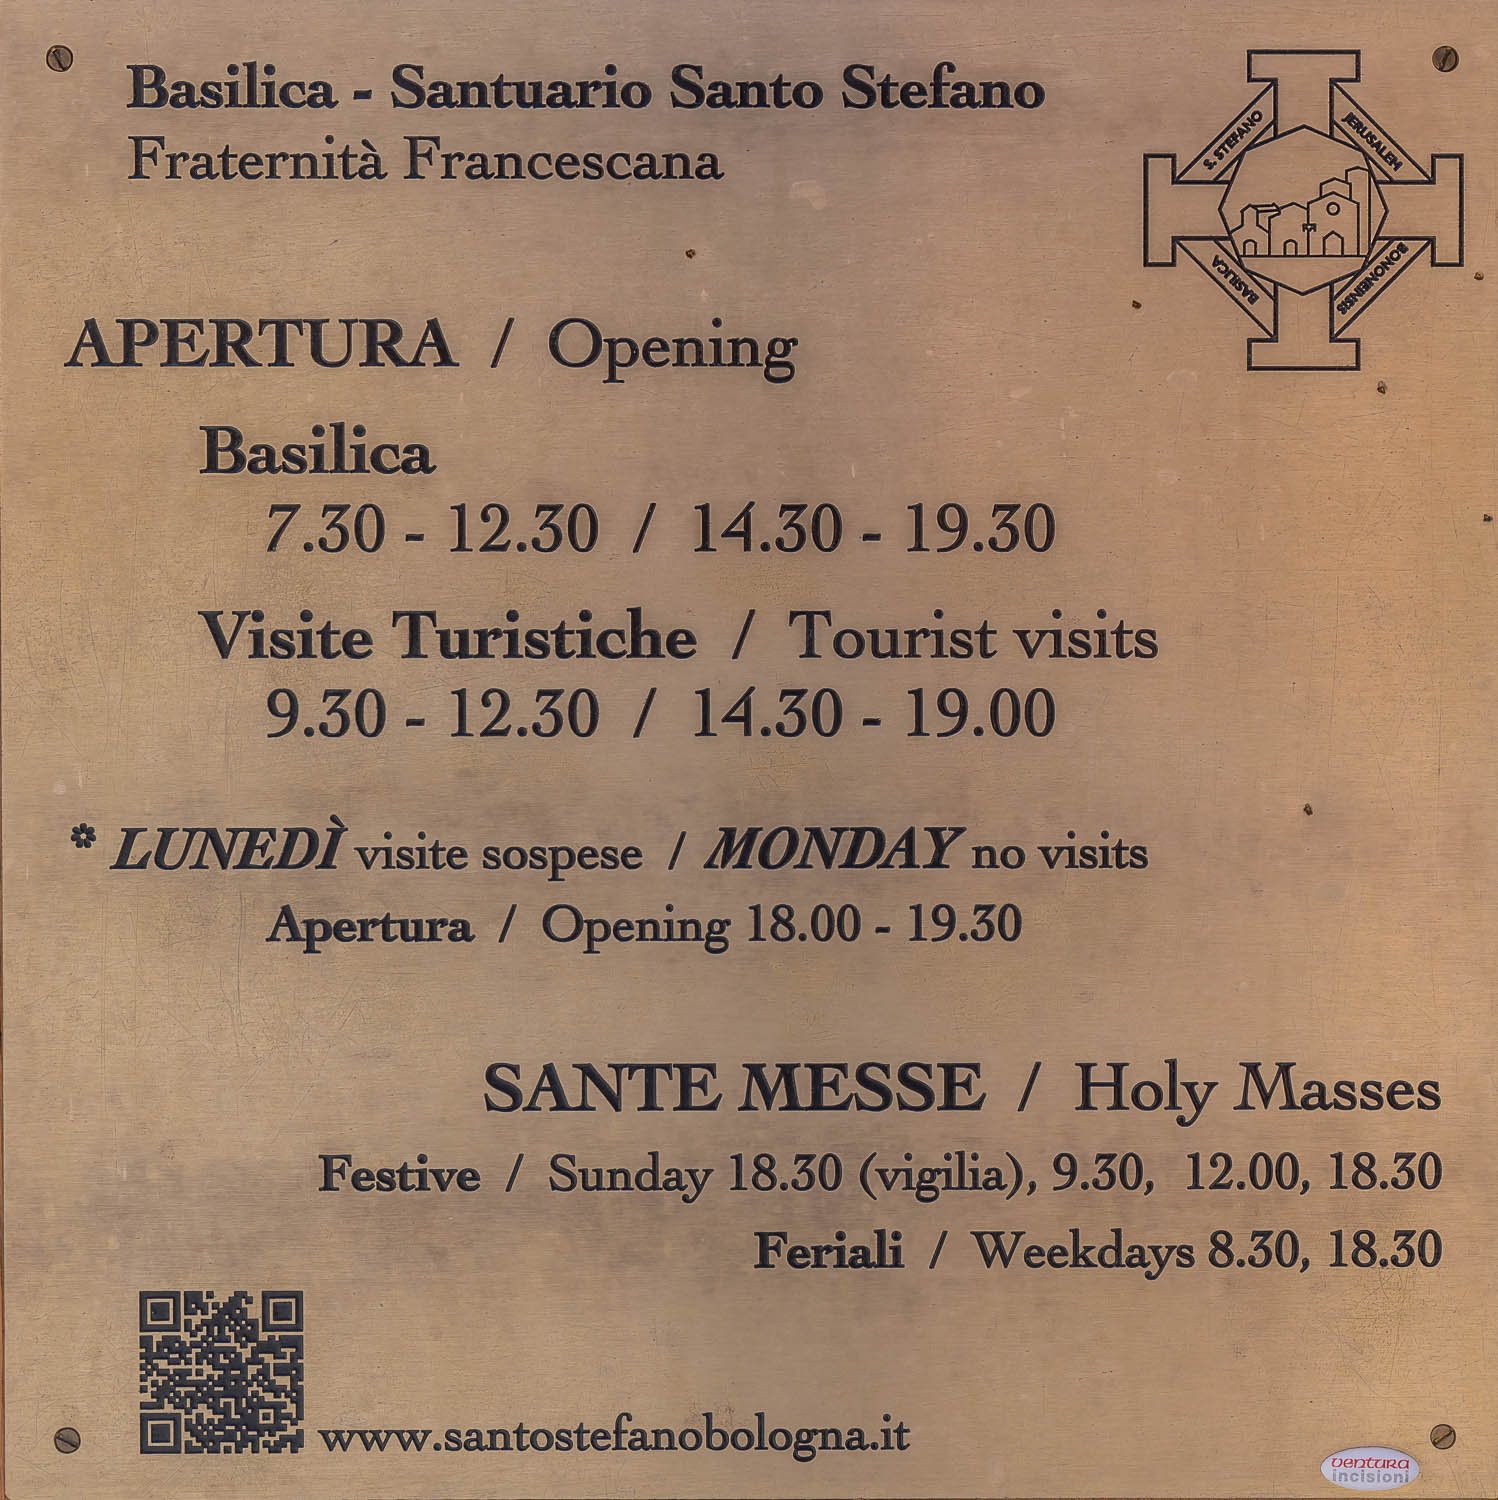 Basilica - Santuario Santo Stefano
Fraternità Francescana
S. STEFANO
JERUSALEM
BASILICA
BONONIENSIS
APERTURA / Opening
Basilica
7.30 - 12.30 / 14.30 - 19.30
Visite Turistiche / Tourist visits
9.30 - 12.30 / 14.30 - 19.00
* LUNEDÌ visite sospese / MONDAY no visits
Apertura / Opening 18.00 - 19.30
SANTE MESSE / Holy Masses
Festive / Sunday 18.30 (vigilia), 9.30, 12.00, 18.30
Feriali / Weekdays 8.30, 18.30
www.santostefanobologna.it
ventura
incisioni